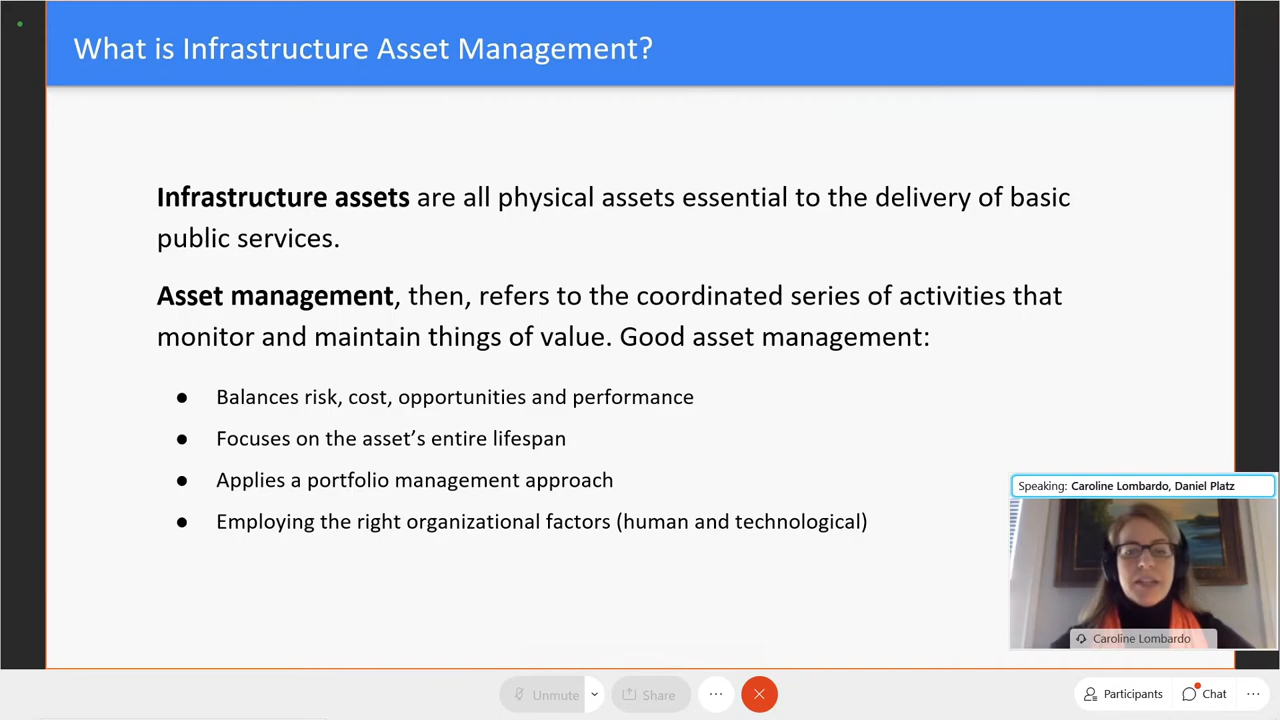 What is Infrastructure Asset Management?
Infrastructure assets are all physical assets essential to the delivery of basic
public services.
Asset management, then, refers to the coordinated series of activities that
monitor and maintain things of value. Good asset management:
● Balances risk, cost, opportunities and performance
● Focuses on the asset’s entire lifespan
● Applies a portfolio management approach
● Employing the right organizational factors (human and technological)
Speaking: Caroline Lombardo, Daniel Platz
Caroline Lombardo
Unmute
Share
Participants
Chat